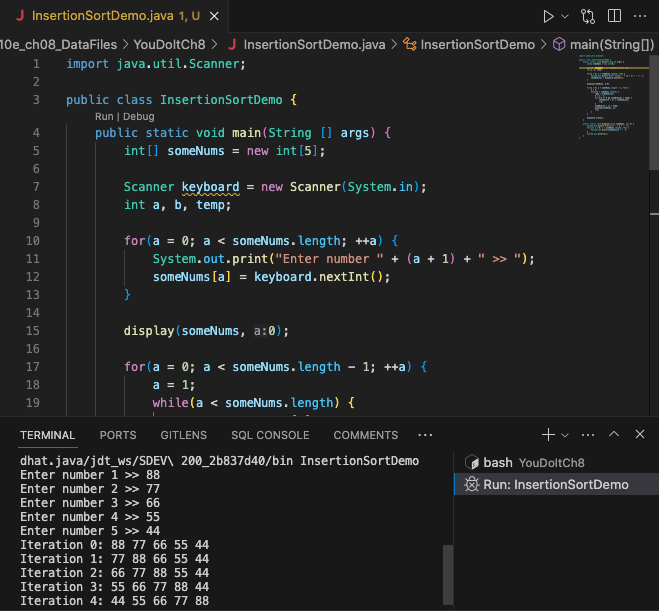 InsertionSortDemo.java 1, U
10e_ch08_DataFiles > YouDoItCh8 > InsertionSortDemo.java > InsertionSortDemo > main(String[])
1 import java.util.Scanner;
2
3 public class InsertionSortDemo {
Run | Debug
4 public static void main(String [] args) {
5 int[] someNums = new int[5];
6
7 Scanner keyboard = new Scanner(System.in);
8 int a, b, temp;
9
10 for(a = 0; a < someNums.length; ++a) {
11 System.out.print("Enter number " + (a + 1) + " >> ");
12 someNums[a] = keyboard.nextInt();
13 }
14
15 display(someNums, a:0);
16
17 for(a = 0; a < someNums.length - 1; ++a) {
18 a = 1;
19 while(a < someNums.length) {
TERMINAL PORTS GITLENS SQL CONSOLE COMMENTS
dhat.java/jdt_ws/SDEV\ 200_2b837d40/bin InsertionSortDemo
Enter number 1 >> 88
Enter number 2 >> 77
Enter number 3 >> 66
Enter number 4 >> 55
Enter number 5 >> 44
Iteration 0: 88 77 66 55 44
Iteration 1: 77 88 66 55 44
Iteration 2: 66 77 88 55 44
Iteration 3: 55 66 77 88 44
Iteration 4: 44 55 66 77 88
bash YouDoItCh8
Run: InsertionSortDemo